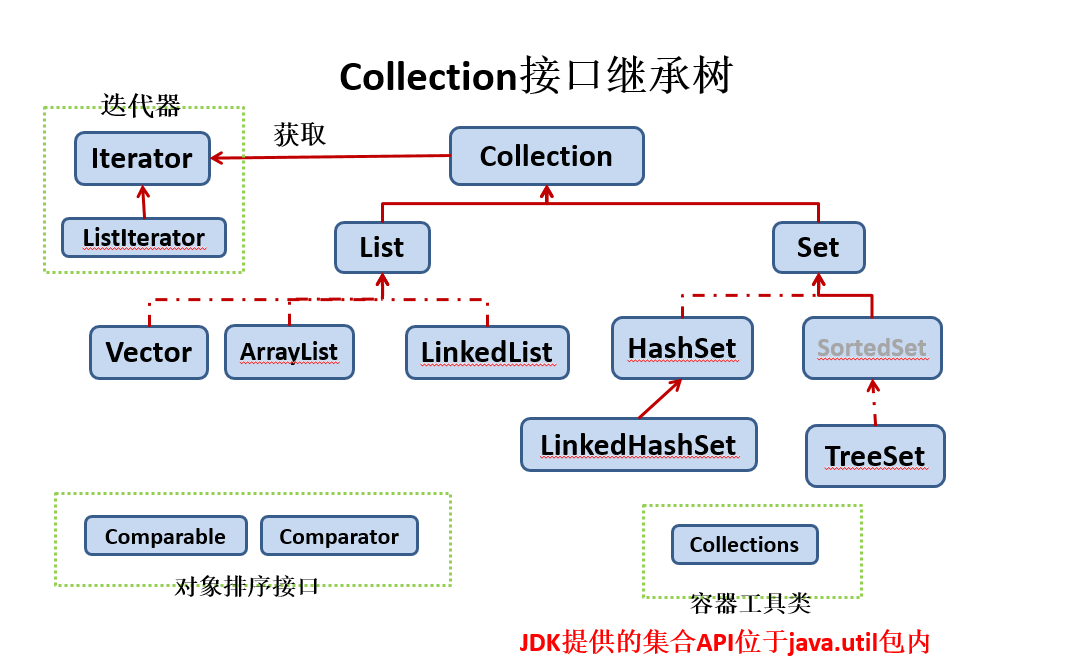 Collection接口继承树
迭代器
Iterator
获取
Collection
ListIterator
List
Set
Vector
ArrayList
LinkedList
HashSet
SortedSet
LinkedHashSet
TreeSet
Comparable
Comparator
对象排序接口
Collections
容器工具类
JDK提供的集合API位于java.util包内